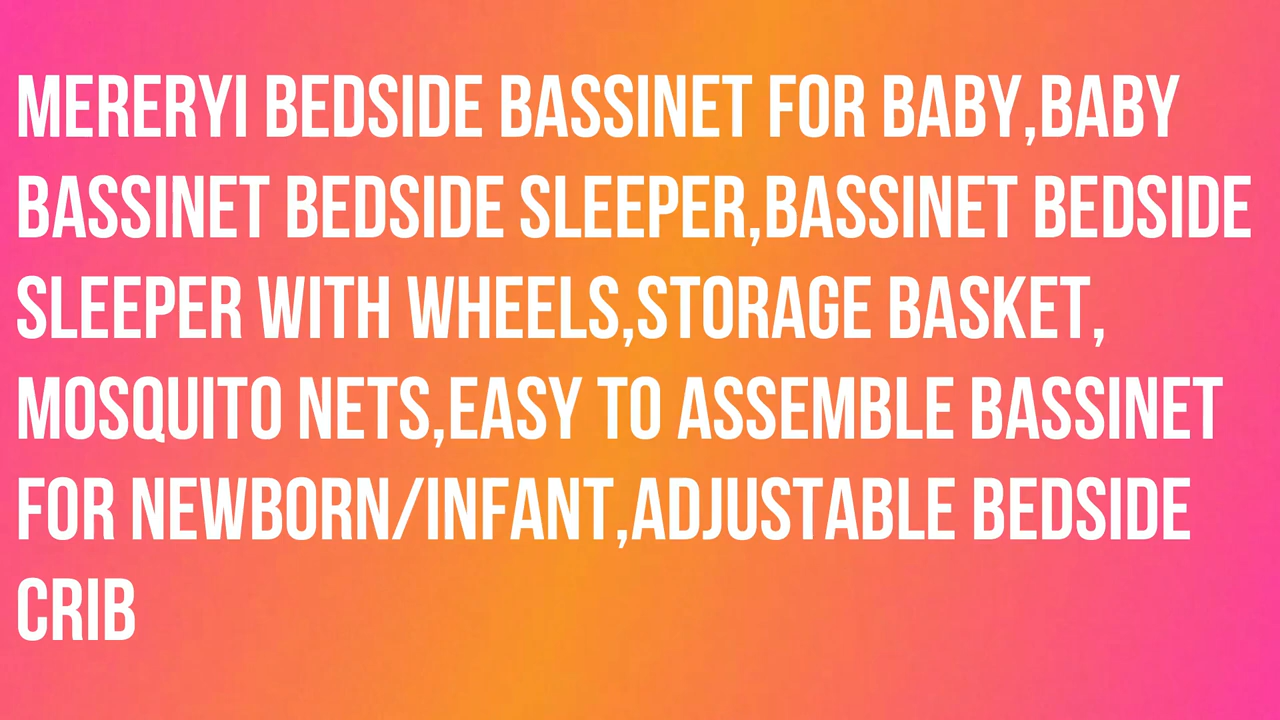 MERERYI BEDSIDE BASSINET FOR BABY,BABY
BASSINET BEDSIDE SLEEPER,BASSINET BEDSIDE
SLEEPER WITH WHEELS,STORAGE BASKET,
MOSQUITO NETS,EASY TO ASSEMBLE BASSINET
FOR NEWBORN/INFANT,ADJUSTABLE BEDSIDE
CRIB